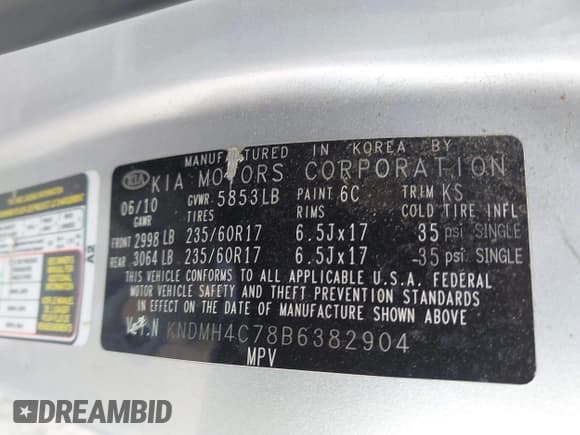 MANUFACTURED IN KOREA BY
KIA KIA MOTORS CORPORATION
06/10 GVWR 5853LB PAINT 6C TRIM KS
GAWR TIRES RIMS COLD TIRE INFL
FRONT 2998 LB 235/60R17 6.5Jx17 35 psi SINGLE
REAR 3064 LB 235/60R17 6.5Jx17 35 psi SINGLE
THIS VEHICLE CONFORMS TO ALL APPLICABLE U.S.A. FEDERAL
MOTOR VEHICLE SAFETY AND THEFT PREVENTION STANDARDS
IN EFFECT ON THE DATE OF MANUFACTURE SHOWN ABOVE
V.I.N KNDMH4C78B6382904
MPV
A2
DREAMBID